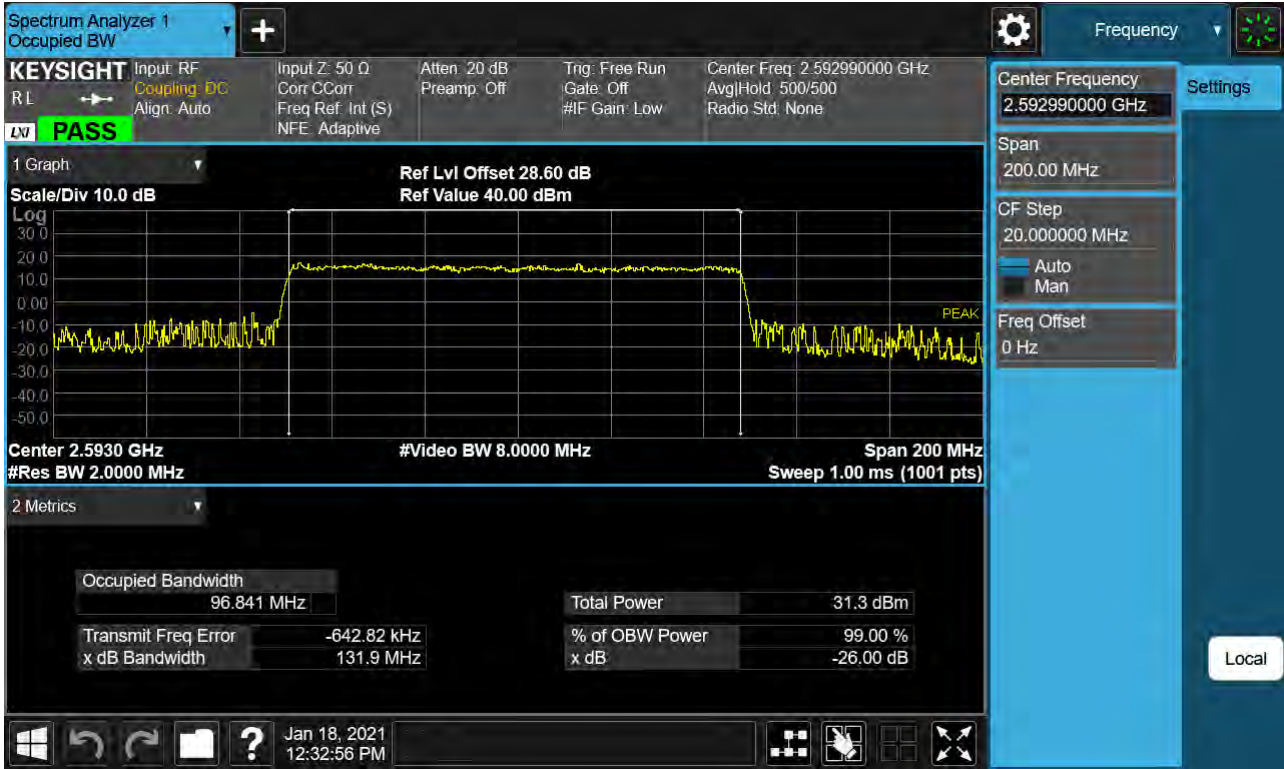 Spectrum Analyzer 1
Occupied BW
+
Frequency
KEYSIGHT
RL
LXI
PASS
Input: RF
Coupling: DC
Align: Auto
Input Z: 50 Ω
Corr CCorr
Freq Ref: Int (S)
NFE: Adaptive
Atten: 20 dB
Preamp: Off
Trig: Free Run
Gate: Off
#IF Gain: Low
Center Freq: 2.592990000 GHz
Avg|Hold: 500/500
Radio Std: None
1 Graph
Scale/Div 10.0 dB
Ref Lvl Offset 28.60 dB
Ref Value 40.00 dBm
Log
30.0
20.0
10.0
0.00
-10.0
-20.0
-30.0
-40.0
-50.0
PEAK
Center 2.5930 GHz
#Video BW 8.0000 MHz
Span 200 MHz
#Res BW 2.0000 MHz
Sweep 1.00 ms (1001 pts)
2 Metrics
Occupied Bandwidth
96.841 MHz
Total Power 31.3 dBm
Transmit Freq Error -642.82 kHz
% of OBW Power 99.00 %
x dB Bandwidth 131.9 MHz
x dB -26.00 dB
Center Frequency
2.592990000 GHz
Settings
Span
200.00 MHz
CF Step
20.000000 MHz
Auto
Man
Freq Offset
0 Hz
Local
?
Jan 18, 2021
12:32:56 PM